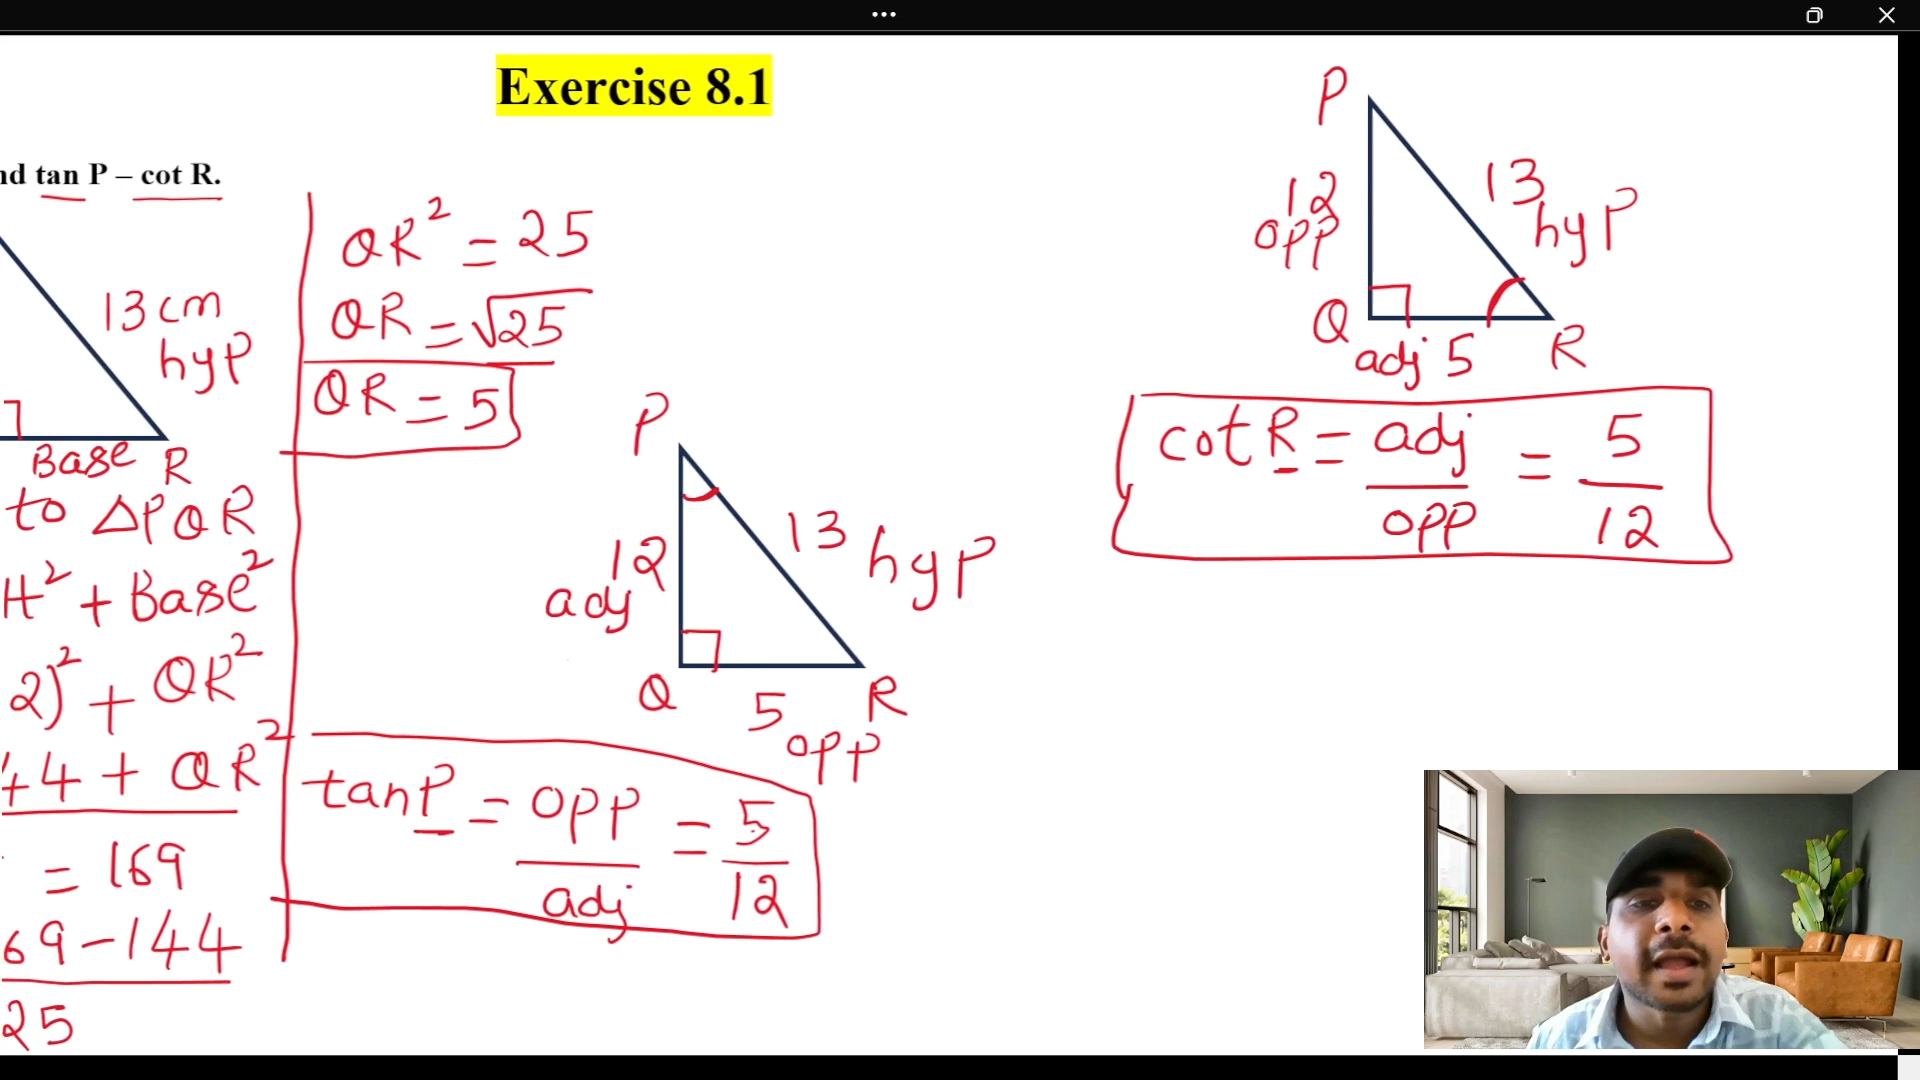 Exercise 8.1
nd tan P – cot R.
13 cm
hyp
Base R
to △PQR
H² + Base²
2)² + QR²
44 + QR²
= 169
69 – 144
25
QR² = 25
QR = √25
QR = 5
P
12
adj
13 hyp
Q
5
opp
R
tan P = opp/adj = 5/12
P
12
opp
13
hyp
Q
adj 5
R
cot R = adj/opp = 5/12